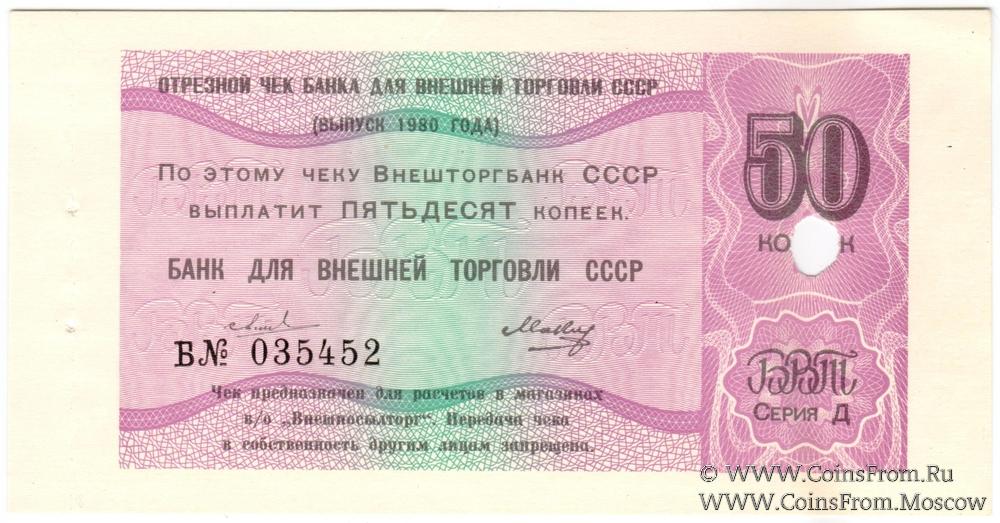 ОТРЕЗНОЙ ЧЕК БАНКА ДЛЯ ВНЕШНЕЙ ТОРГОВЛИ СССР
(ВЫПУСК 1980 ГОДА)
По этому чеку Внешторгбанк СССР
выплатит ПЯТЬДЕСЯТ копеек.
БАНК ДЛЯ ВНЕШНЕЙ ТОРГОВЛИ СССР
Б№ 035452
Чек предназначен для расчетов в магазинах
в/о „Внешпосылторг“. Передача чека
в собственность другим лицам запрещена.
50
КО К
БВТ
Серия Д
© WWW.CoinsFrom.Ru
WWW.CoinsFrom.Moscow